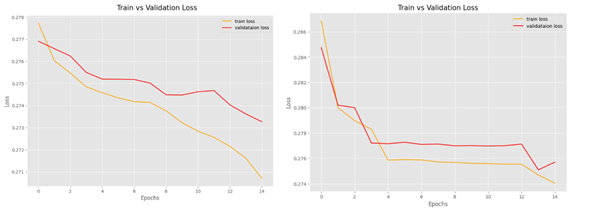 Train vs Validation Loss
train loss
validataion loss
0.278
0.277
0.276
0.275
0.274
0.273
0.272
0.271
Loss
0 2 4 6 8 10 12 14
Epochs
Train vs Validation Loss
train loss
validataion loss
0.286
0.284
0.282
0.280
0.278
0.276
0.274
Loss
0 2 4 6 8 10 12 14
Epochs